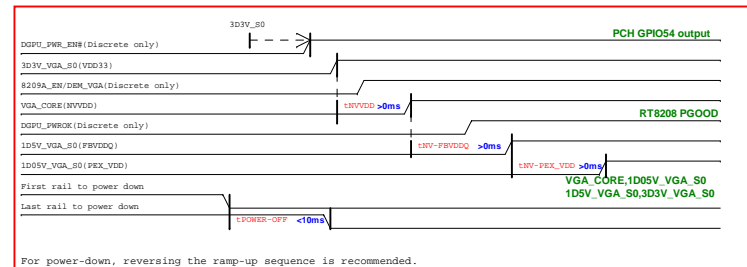 3D3V_S0
PCH GPIO54 output
DGPU_PWR_EN#(Discrete only)
3D3V_VGA_S0(VDD33)
8209A_EN/DEM_VGA(Discrete only)
VGA_CORE(NVVDD)
tNVVDD >0ms
RT8208 PGOOD
DGPU_PWROK(Discrete only)
1D5V_VGA_S0(FBVDDQ)
tNV-FBVDDQ >0ms
1D05V_VGA_S0(PEX_VDD)
tNV-PEX_VDD >0ms
VGA_CORE,1D05V_VGA_S0
1D5V_VGA_S0,3D3V_S0
First rail to power down
Last rail to power down
tPOWER-OFF <10ms
For power-down, reversing the ramp-up sequence is recommended.